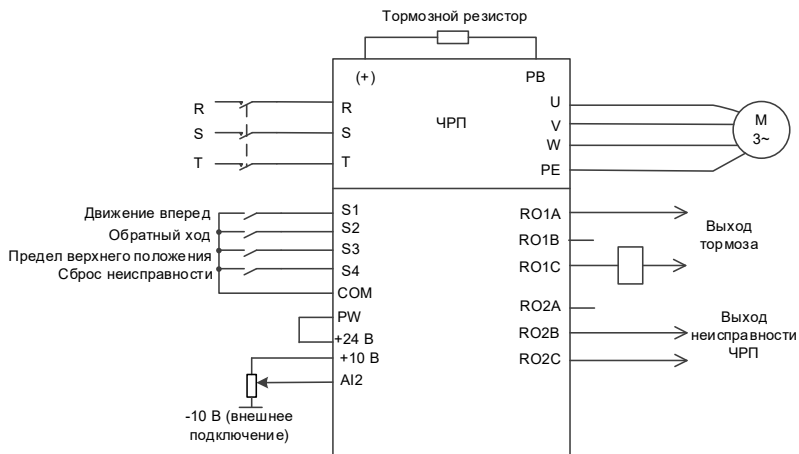 Тормозной резистор
(+)
PB
R
S
T
R
S
T
ЧРП
U
V
W
PE
М
3~
Движение вперед
Обратный ход
Предел верхнего положения
Сброс неисправности
S1
S2
S3
S4
COM
PW
+24 В
+10 В
AI2
-10 В (внешнее
подключение)
RO1A
RO1B
RO1C
RO2A
RO2B
RO2C
Выход
тормоза
Выход
неисправности
ЧРП